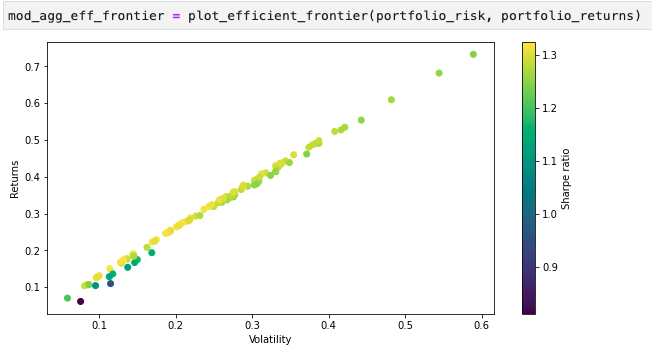 mod_agg_eff_frontier = plot_efficient_frontier(portfolio_risk, portfolio_returns)
0.7
0.6
0.5
0.4
0.3
0.2
0.1
Returns
0.1 0.2 0.3 0.4 0.5 0.6
Volatility
1.3
1.2
1.1
1.0
0.9
Sharpe ratio